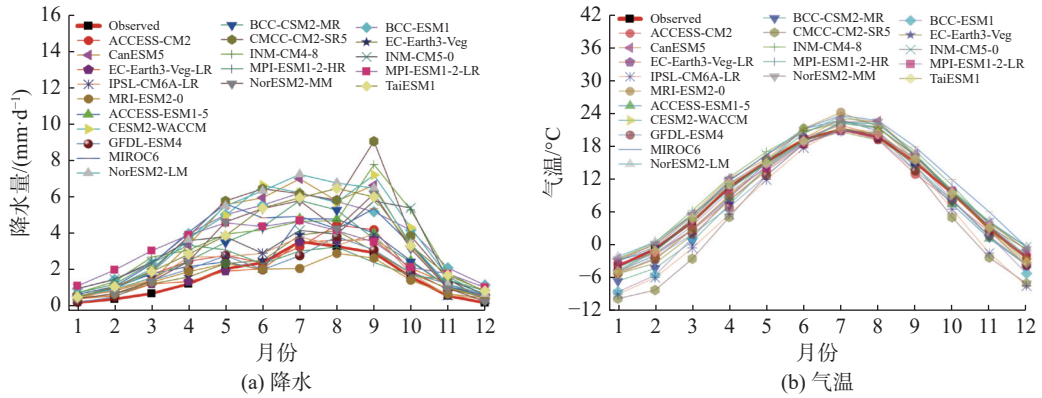 16
14
12
10
8
6
4
2
0
降水量/(mm·d⁻¹)
Observed
ACCESS-CM2
CanESM5
EC-Earth3-Veg-LR
IPSL-CM6A-LR
MRI-ESM2-0
ACCESS-ESM1-5
CESM2-WACCM
GFDL-ESM4
MIROC6
NorESM2-LM
BCC-CSM2-MR
CMCC-CM2-SR5
INM-CM4-8
MPI-ESM1-2-HR
NorESM2-MM
BCC-ESM1
EC-Earth3-Veg
INM-CM5-0
MPI-ESM1-2-LR
TaiESM1
1 2 3 4 5 6 7 8 9 10 11 12
月份
(a) 降水
42
36
30
24
18
12
6
0
−6
−12
气温/°C
Observed
ACCESS-CM2
CanESM5
EC-Earth3-Veg-LR
IPSL-CM6A-LR
MRI-ESM2-0
ACCESS-ESM1-5
CESM2-WACCM
GFDL-ESM4
MIROC6
NorESM2-LM
BCC-CSM2-MR
CMCC-CM2-SR5
INM-CM4-8
MPI-ESM1-2-HR
NorESM2-MM
BCC-ESM1
EC-Earth3-Veg
INM-CM5-0
MPI-ESM1-2-LR
TaiESM1
1 2 3 4 5 6 7 8 9 10 11 12
月份
(b) 气温